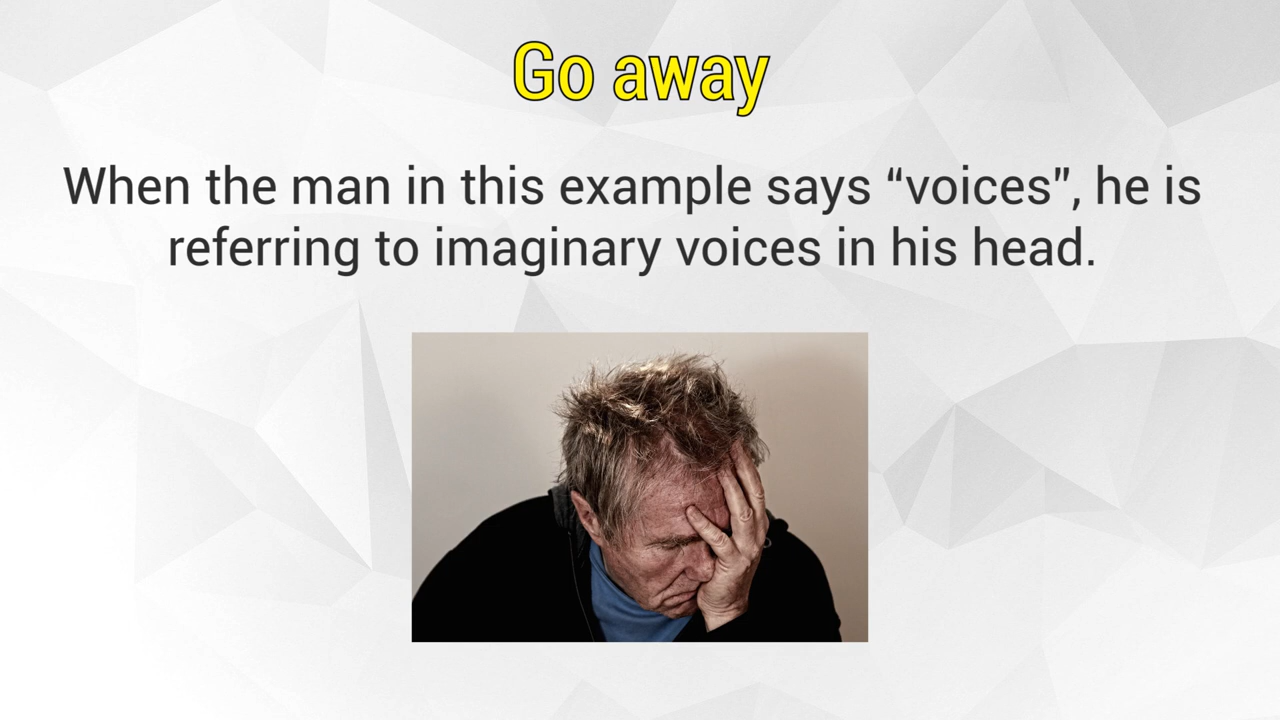 Go away
When the man in this example says “voices”, he is
referring to imaginary voices in his head.